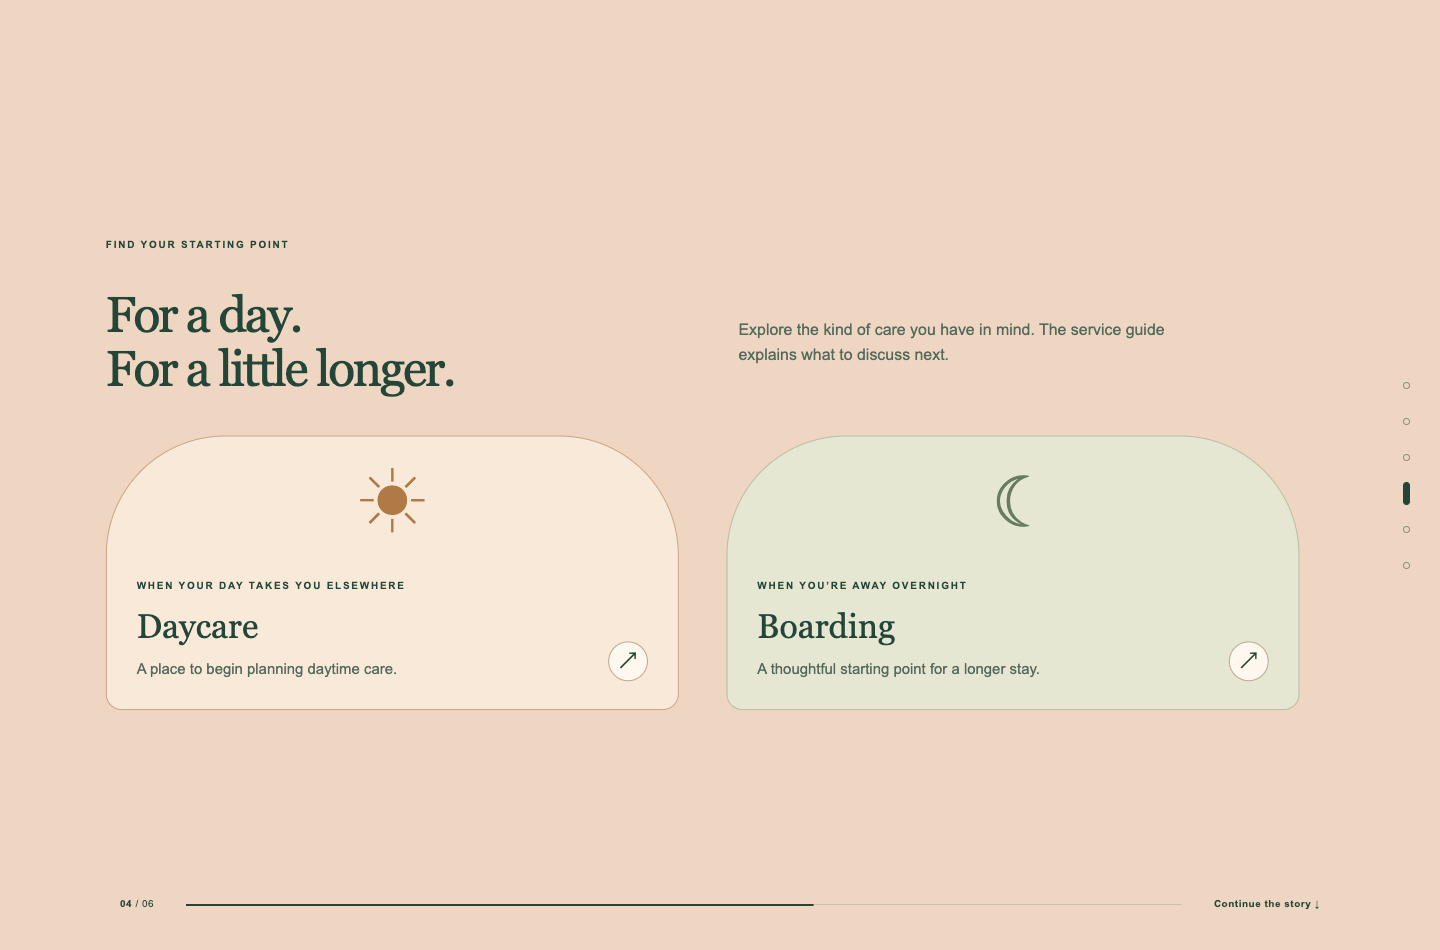 FIND YOUR STARTING POINT
For a day.
For a little longer.
Explore the kind of care you have in mind. The service guide
explains what to discuss next.
WHEN YOUR DAY TAKES YOU ELSEWHERE
Daycare
A place to begin planning daytime care.
WHEN YOU’RE AWAY OVERNIGHT
Boarding
A thoughtful starting point for a longer stay.
04 / 06
Continue the story ↓